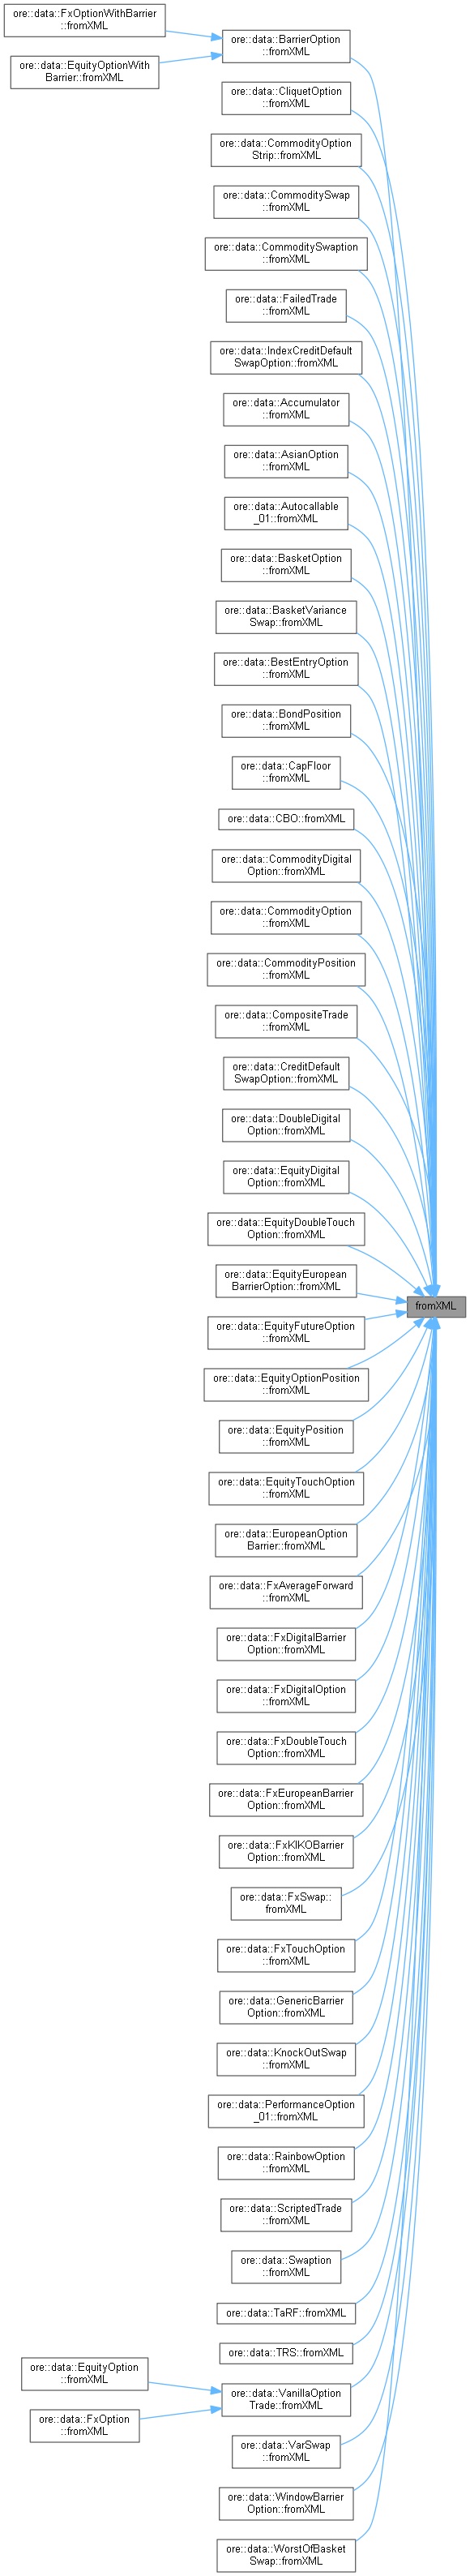 ore::data::FxOptionWithBarrier
::fromXML
ore::data::EquityOptionWith
Barrier::fromXML
ore::data::BarrierOption
::fromXML
ore::data::CliquetOption
::fromXML
ore::data::CommodityOption
Strip::fromXML
ore::data::CommoditySwap
::fromXML
ore::data::CommoditySwaption
::fromXML
ore::data::FailedTrade
::fromXML
ore::data::IndexCreditDefault
SwapOption::fromXML
ore::data::Accumulator
::fromXML
ore::data::AsianOption
::fromXML
ore::data::Autocallable
_01::fromXML
ore::data::BasketOption
::fromXML
ore::data::BasketVariance
Swap::fromXML
ore::data::BestEntryOption
::fromXML
ore::data::BondPosition
::fromXML
ore::data::CapFloor
::fromXML
ore::data::CBO::fromXML
ore::data::CommodityDigital
Option::fromXML
ore::data::CommodityOption
::fromXML
ore::data::CommodityPosition
::fromXML
ore::data::CompositeTrade
::fromXML
ore::data::CreditDefault
SwapOption::fromXML
ore::data::DoubleDigital
Option::fromXML
ore::data::EquityDigital
Option::fromXML
ore::data::EquityDoubleTouch
Option::fromXML
ore::data::EquityEuropean
BarrierOption::fromXML
fromXML
ore::data::EquityFutureOption
::fromXML
ore::data::EquityOptionPosition
::fromXML
ore::data::EquityPosition
::fromXML
ore::data::EquityTouchOption
::fromXML
ore::data::EuropeanOption
Barrier::fromXML
ore::data::FxAverageForward
::fromXML
ore::data::FxDigitalBarrier
Option::fromXML
ore::data::FxDigitalOption
::fromXML
ore::data::FxDoubleTouch
Option::fromXML
ore::data::FxEuropeanBarrier
Option::fromXML
ore::data::FxKIKOBarrier
Option::fromXML
ore::data::FxSwap::
fromXML
ore::data::FxTouchOption
::fromXML
ore::data::GenericBarrier
Option::fromXML
ore::data::KnockOutSwap
::fromXML
ore::data::PerformanceOption
_01::fromXML
ore::data::RainbowOption
::fromXML
ore::data::ScriptedTrade
::fromXML
ore::data::Swaption
::fromXML
ore::data::TaRF::fromXML
ore::data::TRS::fromXML
ore::data::EquityOption
::fromXML
ore::data::FxOption
::fromXML
ore::data::VanillaOption
Trade::fromXML
ore::data::VarSwap
::fromXML
ore::data::WindowBarrier
Option::fromXML
ore::data::WorstOfBasket
Swap::fromXML